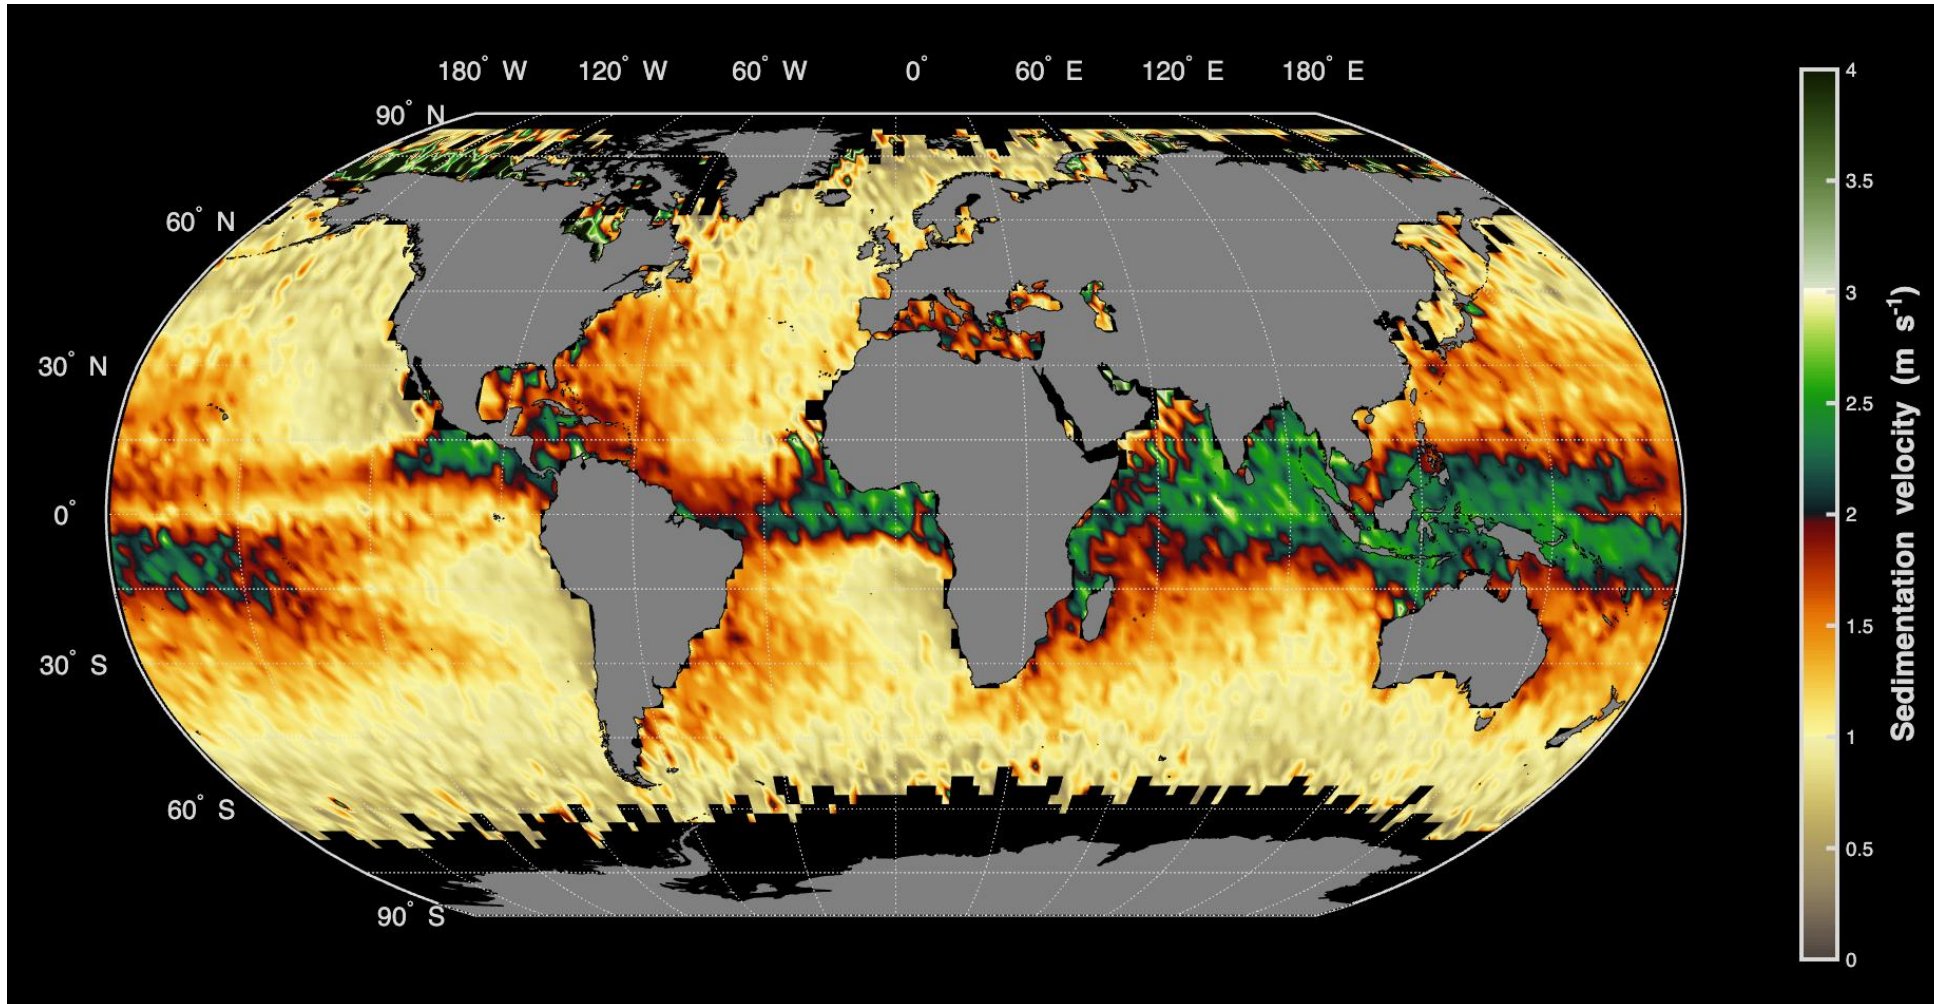 180° W 120° W 60° W 0° 60° E 120° E 180° E
90° N
60° N
30° N
0°
30° S
60° S
90° S
4
3.5
3
2.5
2
1.5
1
0.5
0
Sedimentation velocity (m s⁻¹)